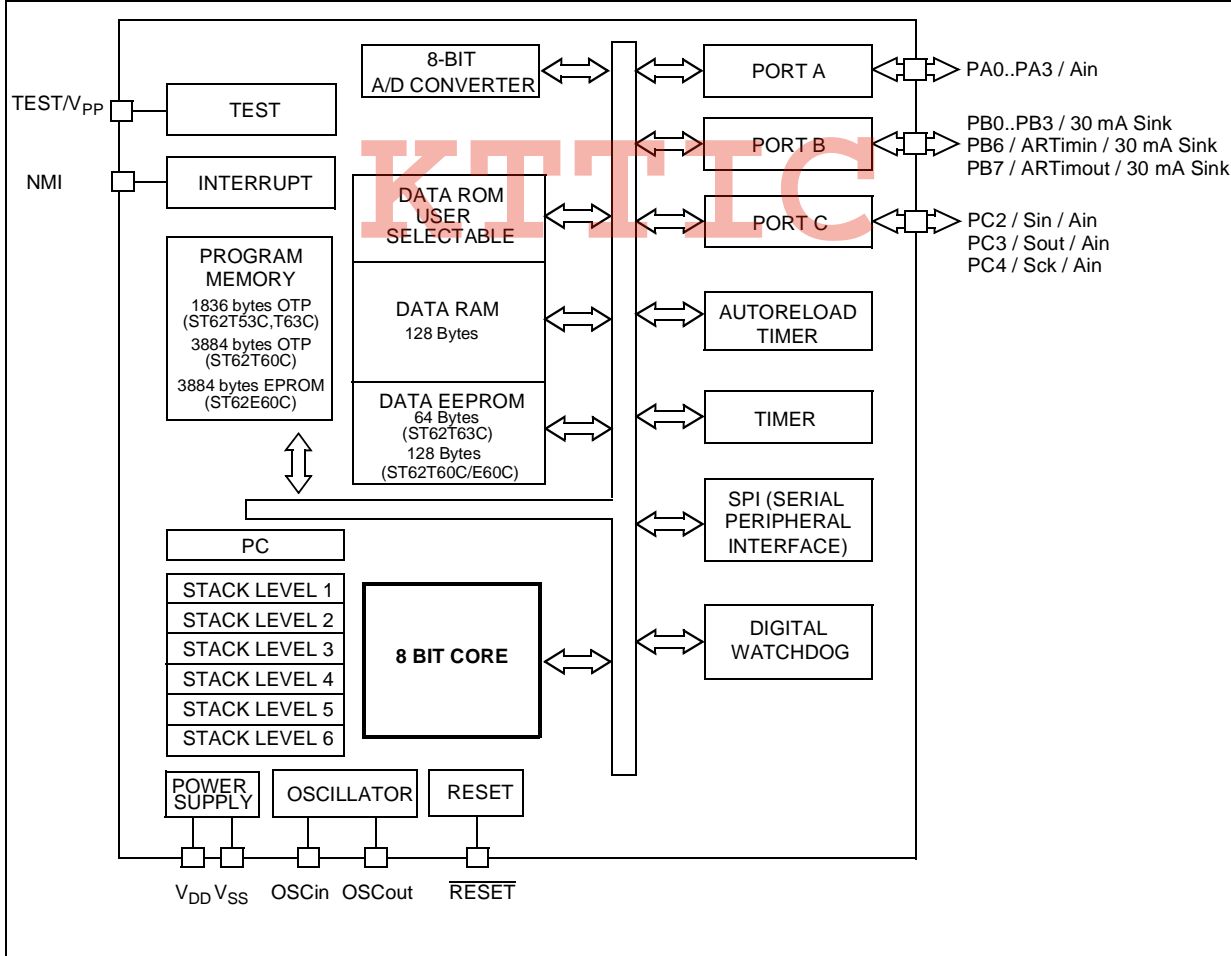 8-BIT
A/D CONVERTER
PORT A
PA0..PA3 / Ain
TEST/VPP
TEST
PORT B
PB0..PB3 / 30 mA Sink
PB6 / ARTimin / 30 mA Sink
PB7 / ARTimout / 30 mA Sink
KTTIC
NMI
INTERRUPT
DATA ROM
USER
SELECTABLE
PORT C
PC2 / Sin / Ain
PC3 / Sout / Ain
PC4 / Sck / Ain
PROGRAM
MEMORY
1836 bytes OTP
(ST62T53C,T63C)
3884 bytes OTP
(ST62T60C)
3884 bytes EPROM
(ST62E60C)
DATA RAM
128 Bytes
AUTORELOAD
TIMER
DATA EEPROM
64 Bytes
(ST62T63C)
128 Bytes
(ST62T60C/E60C)
TIMER
SPI (SERIAL
PERIPHERAL
INTERFACE)
PC
STACK LEVEL 1
STACK LEVEL 2
STACK LEVEL 3
STACK LEVEL 4
STACK LEVEL 5
STACK LEVEL 6
8 BIT CORE
DIGITAL
WATCHDOG
POWER
SUPPLY
OSCILLATOR
RESET
VDD VSS OSCin OSCout RESET